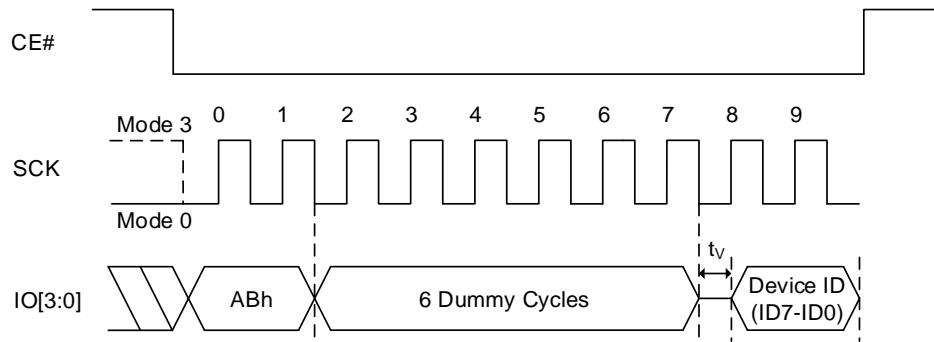 CE#
0 1 2 3 4 5 6 7 8 9
Mode 3
SCK
Mode 0
tV
IO[3:0]
ABh
6 Dummy Cycles
Device ID
(ID7-ID0)